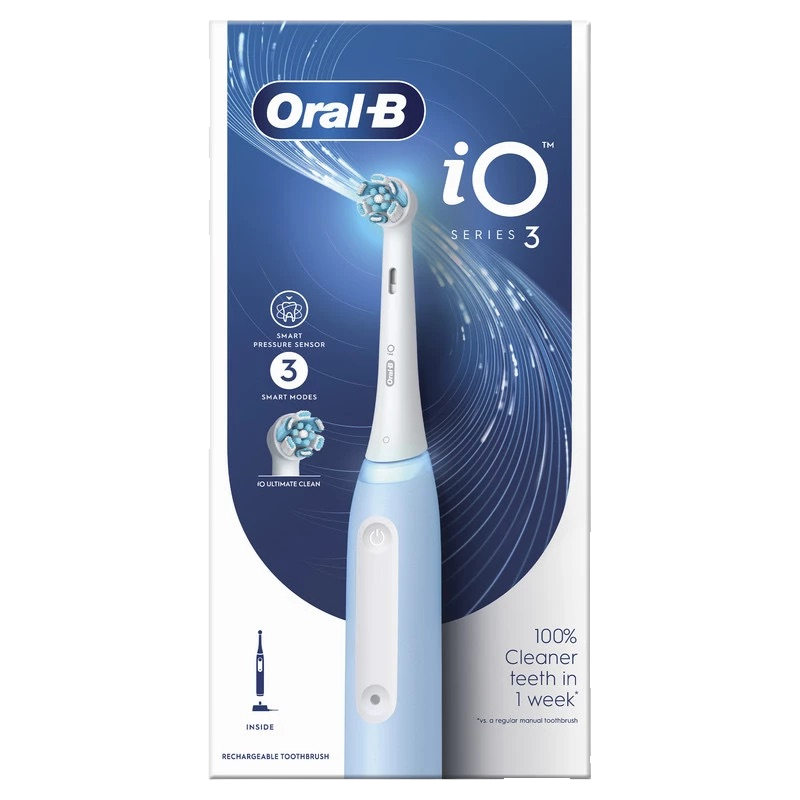 Oral-B
iO™
SERIES 3
SMART
PRESSURE SENSOR
3
SMART MODES
iO ULTIMATE CLEAN
Oral-B iO
INSIDE
RECHARGEABLE TOOTHBRUSH
100%
Cleaner
teeth in
1 week*
*vs. a regular manual toothbrush